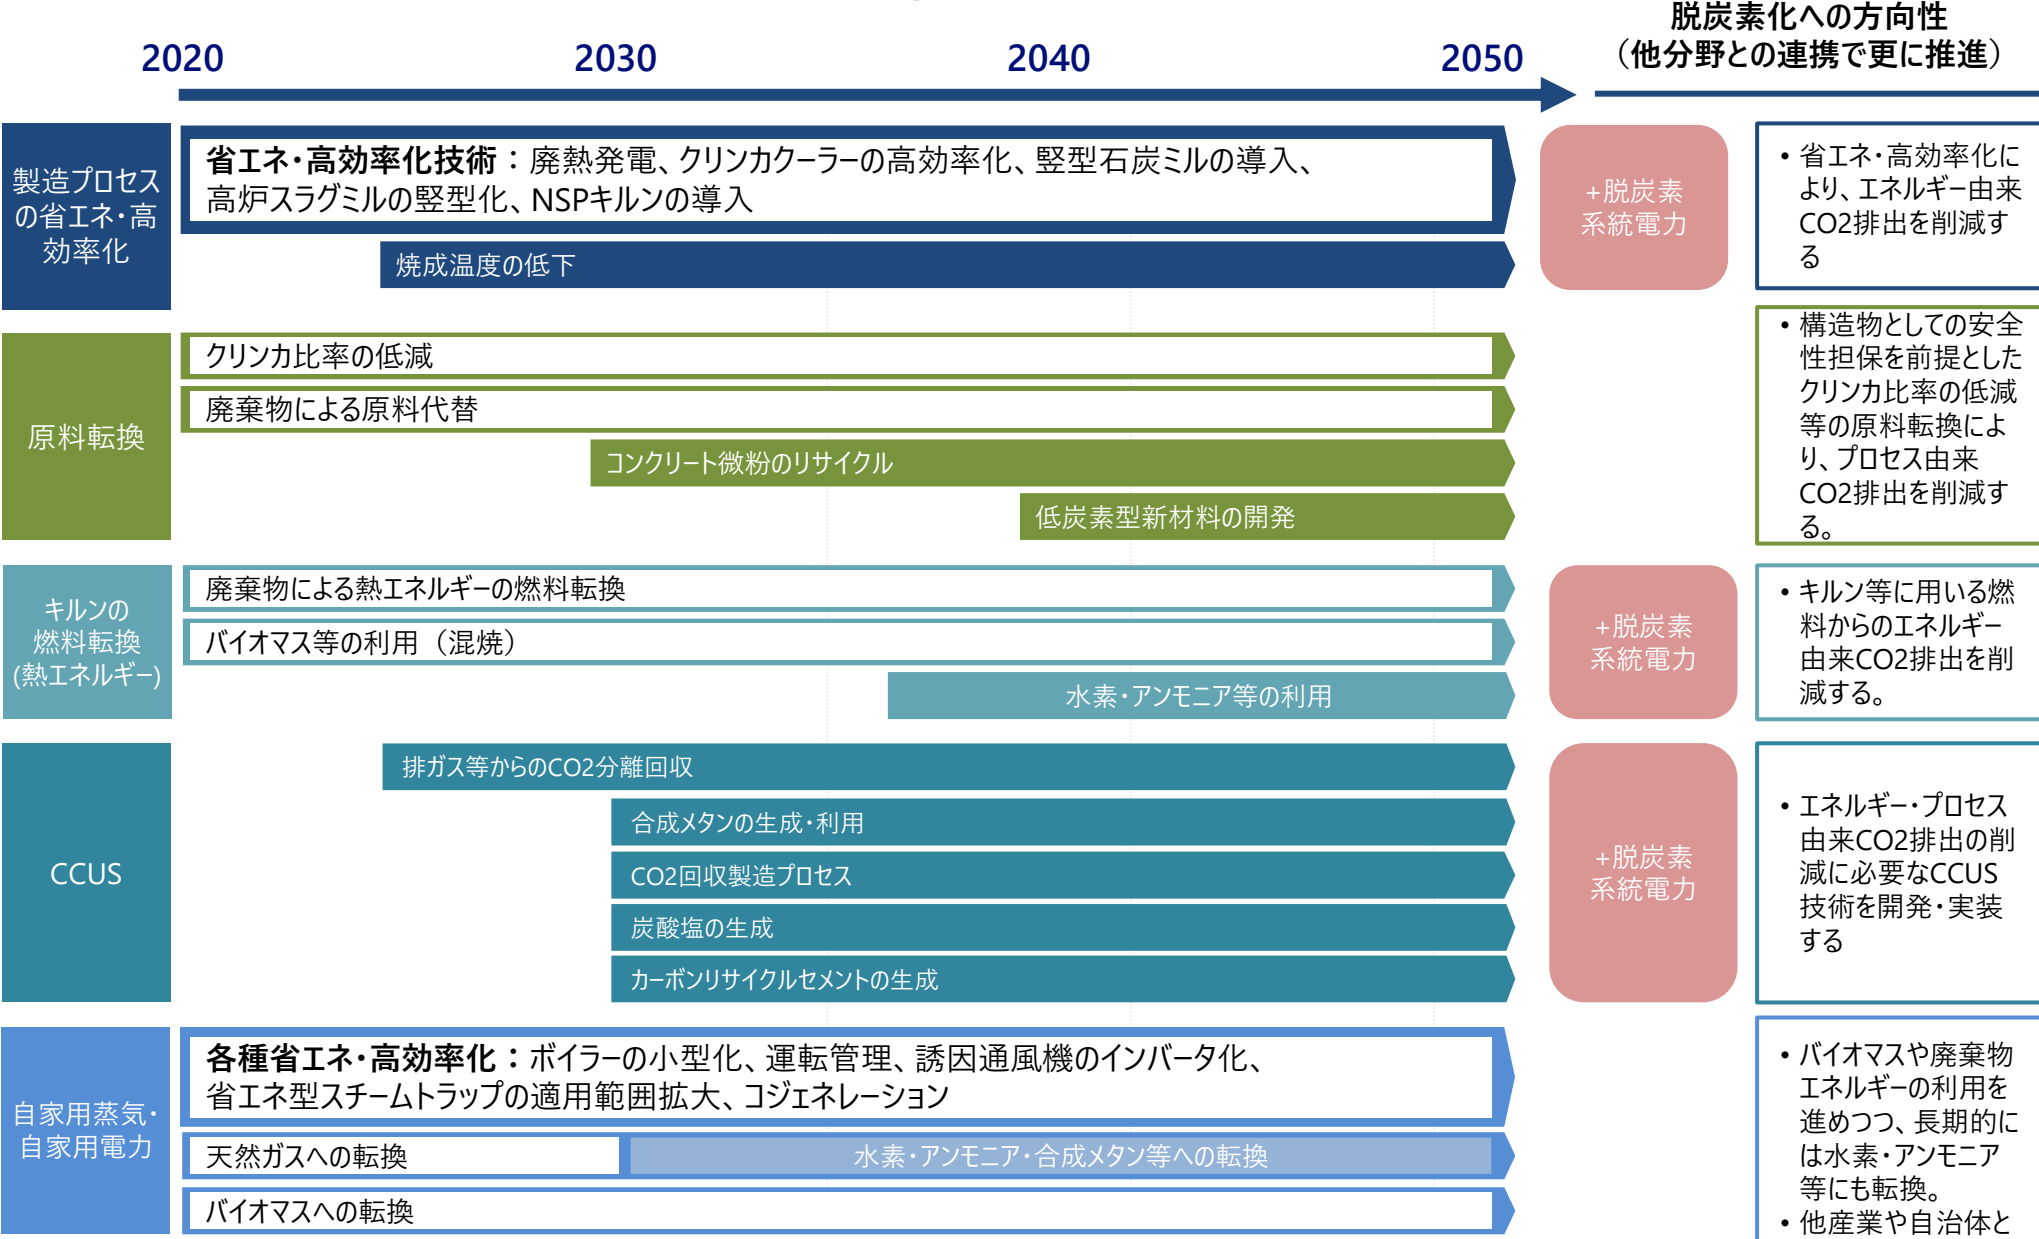 2020
2030
2040
2050
脱炭素化への方向性
（他分野との連携で更に推進）
製造プロセス
の省エネ・高
効率化
省エネ・高効率化技術：廃熱発電、クリンカクーラーの高効率化、竪型石炭ミルの導入、
高炉スラグミルの竪型化、NSPキルンの導入
焼成温度の低下
+脱炭素
系統電力
• 省エネ・高効率化に
より、エネルギー由来
CO2排出を削減す
る
原料転換
クリンカ比率の低減
廃棄物による原料代替
コンクリート微粉のリサイクル
低炭素型新材料の開発
• 構造物としての安全
性担保を前提とした
クリンカ比率の低減
等の原料転換によ
り、プロセス由来
CO2排出を削減す
る。
キルンの
燃料転換
(熱エネルギー)
廃棄物による熱エネルギーの燃料転換
バイオマス等の利用（混焼）
水素・アンモニア等の利用
+脱炭素
系統電力
• キルン等に用いる燃
料からのエネルギー
由来CO2排出を削
減する。
CCUS
排ガス等からのCO2分離回収
合成メタンの生成・利用
CO2回収製造プロセス
炭酸塩の生成
カーボンリサイクルセメントの生成
+脱炭素
系統電力
• エネルギー・プロセス
由来CO2排出の削
減に必要なCCUS
技術を開発・実装
する
自家用蒸気・
自家用電力
各種省エネ・高効率化：ボイラーの小型化、運転管理、誘因通風機のインバータ化、
省エネ型スチームトラップの適用範囲拡大、コジェネレーション
天然ガスへの転換
水素・アンモニア・合成メタン等への転換
バイオマスへの転換
• バイオマスや廃棄物
エネルギーの利用を
進めつつ、長期的に
は水素・アンモニア
等にも転換。
• 他産業や自治体と